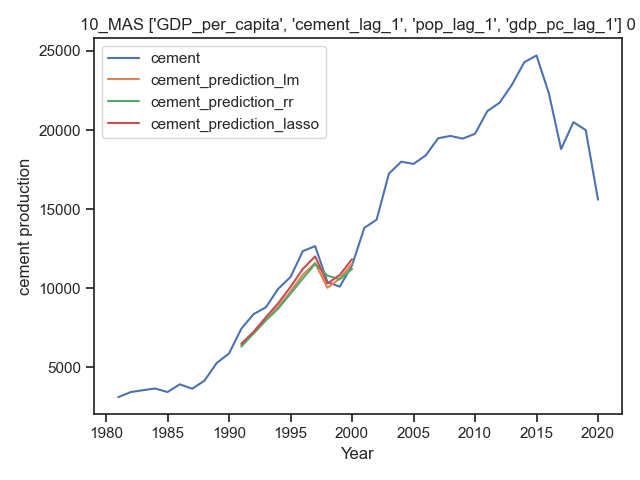 10_MAS ['GDP_per_capita', 'cement_lag_1', 'pop_lag_1', 'gdp_pc_lag_1'] 0
cement
cement_prediction_lm
cement_prediction_rr
cement_prediction_lasso
cement production
25000
20000
15000
10000
5000
1980 1985 1990 1995 2000 2005 2010 2015 2020
Year